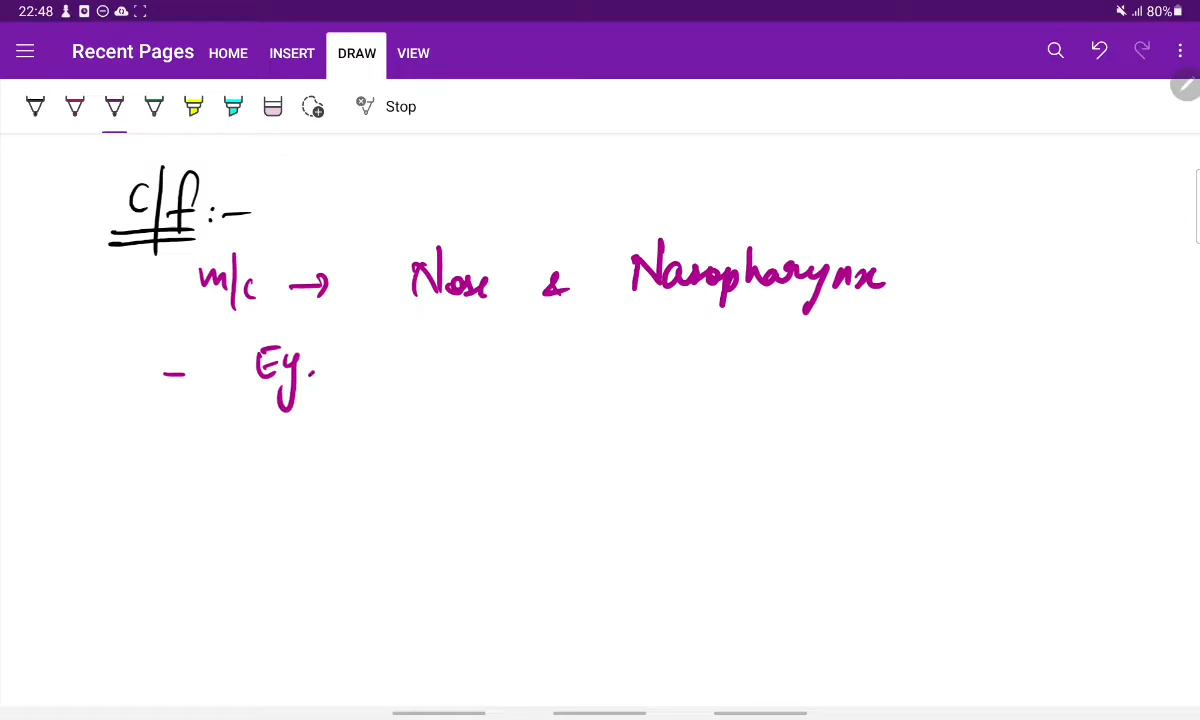 22:48 80%
Recent Pages HOME INSERT DRAW VIEW
Stop
C/f :-
m/c → Nose & Nasopharynx
- Ey.